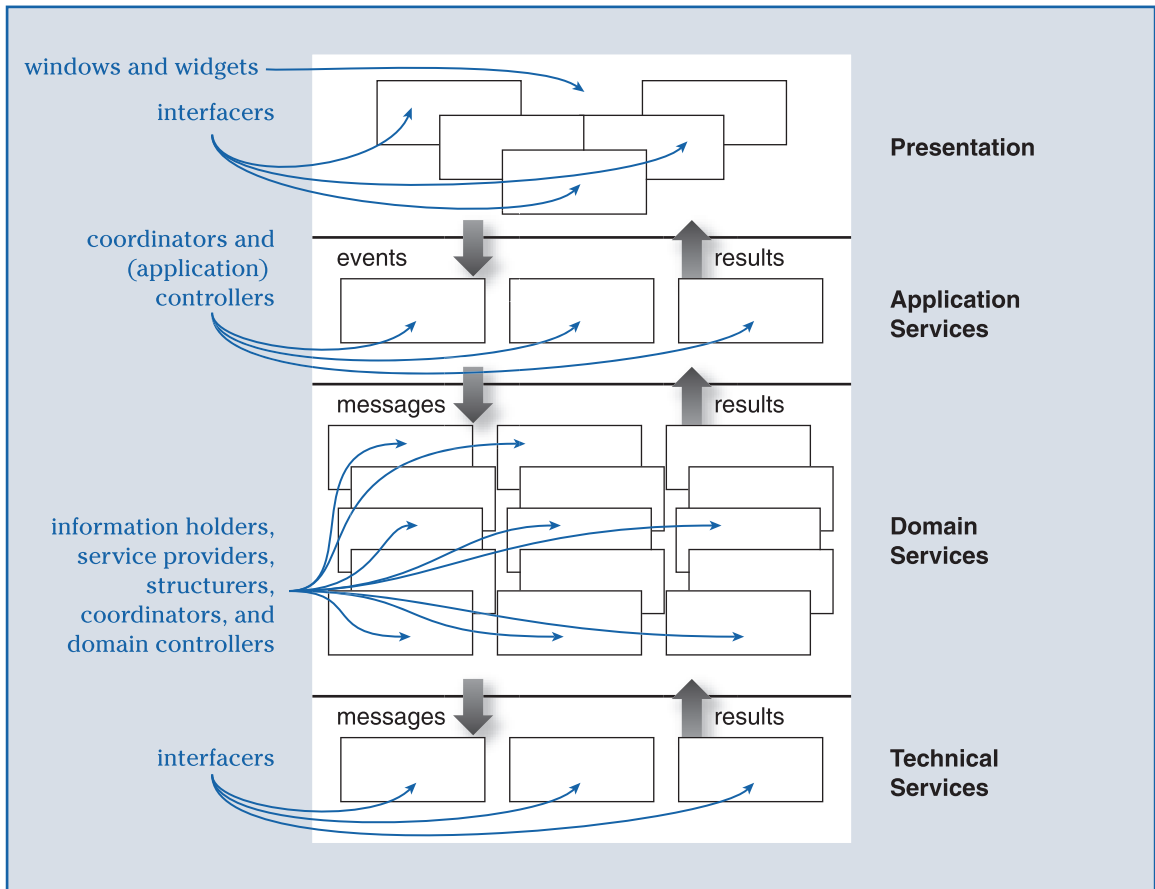 windows and widgets
interfacers
Presentation
coordinators and
(application)
controllers
events
results
Application
Services
messages
results
information holders,
service providers,
structurers,
coordinators, and
domain controllers
Domain
Services
messages
results
interfacers
Technical
Services